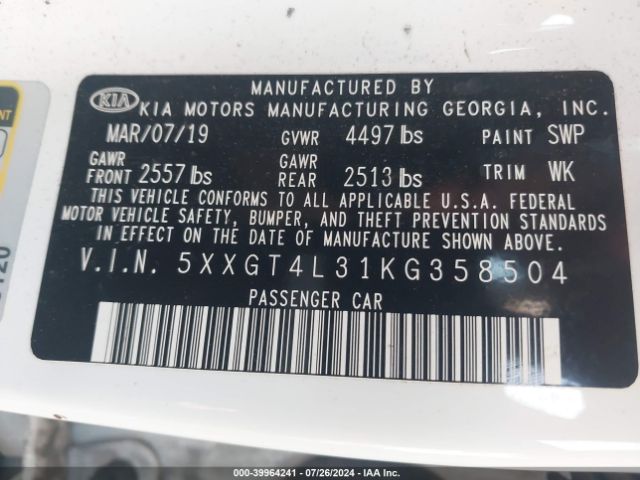 MANUFACTURED BY
KIA KIA MOTORS MANUFACTURING GEORGIA, INC.
MAR/07/19 GVWR 4497 lbs PAINT SWP
GAWR FRONT 2557 lbs GAWR REAR 2513 lbs TRIM WK
THIS VEHICLE CONFORMS TO ALL APPLICABLE U.S.A. FEDERAL
MOTOR VEHICLE SAFETY, BUMPER, AND THEFT PREVENTION STANDARDS
IN EFFECT ON THE DATE OF MANUFACTURE SHOWN ABOVE.
V.I.N. 5XXGT4L31KG358504
PASSENGER CAR
000-39964241 | 07/26/2024 | IAA Inc.